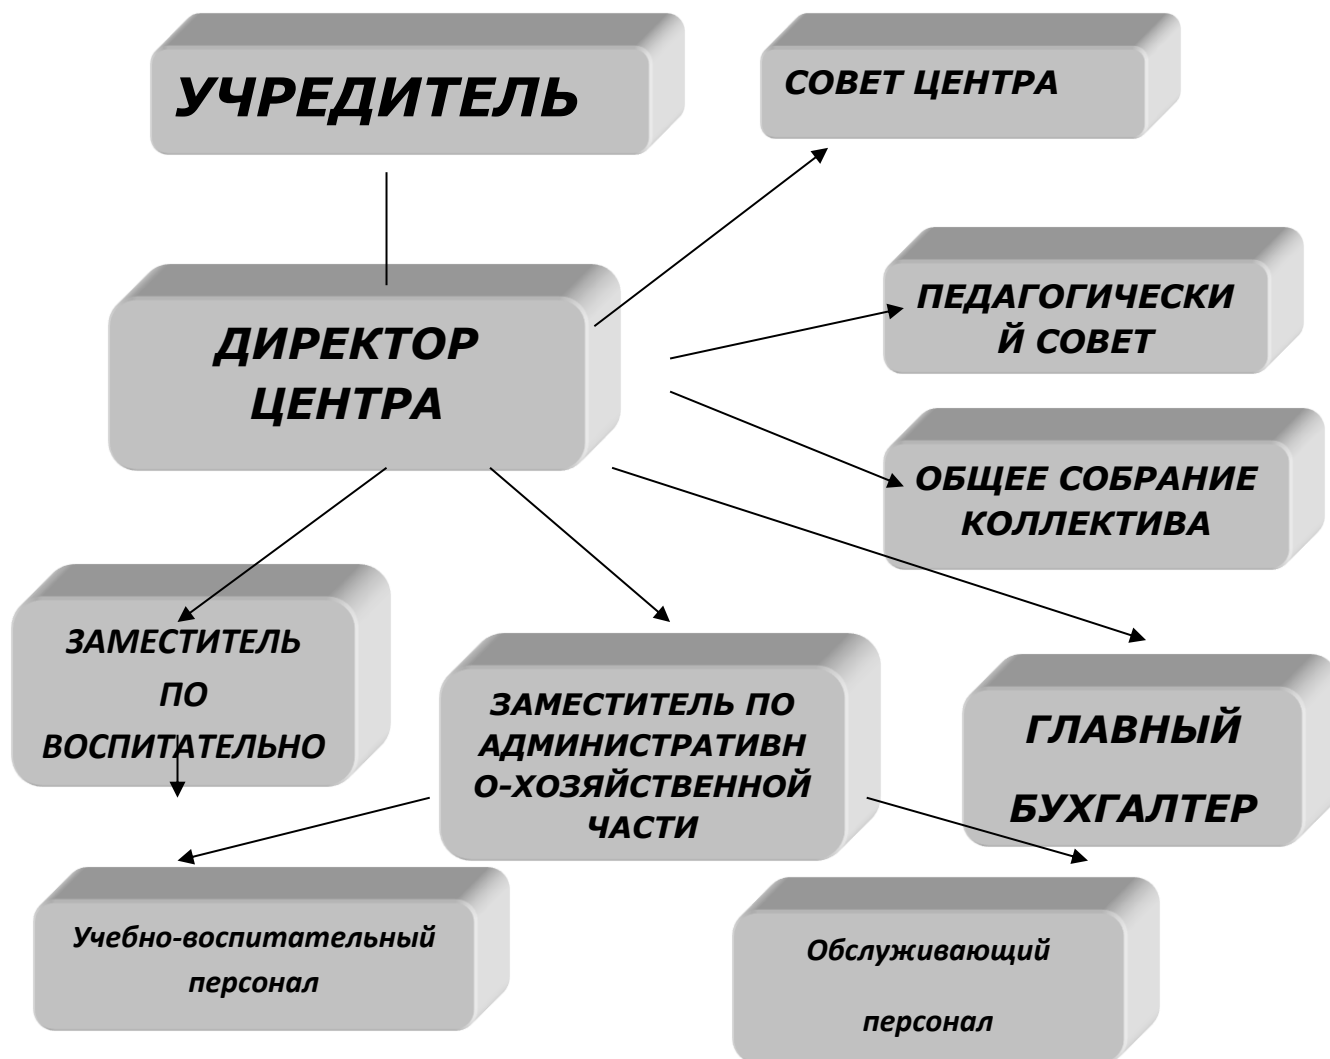 УЧРЕДИТЕЛЬ
СОВЕТ ЦЕНТРА
ДИРЕКТОР
ЦЕНТРА
ПЕДАГОГИЧЕСКИ
Й СОВЕТ
ОБЩЕЕ СОБРАНИЕ
КОЛЛЕКТИВА
ЗАМЕСТИТЕЛЬ
ПО
ВОСПИТАТЕЛЬНО
ЗАМЕСТИТЕЛЬ ПО
АДМИНИСТРАТИВН
О-ХОЗЯЙСТВЕННОЙ
ЧАСТИ
ГЛАВНЫЙ
БУХГАЛТЕР
Учебно-воспитательный
персонал
Обслуживающий
персонал